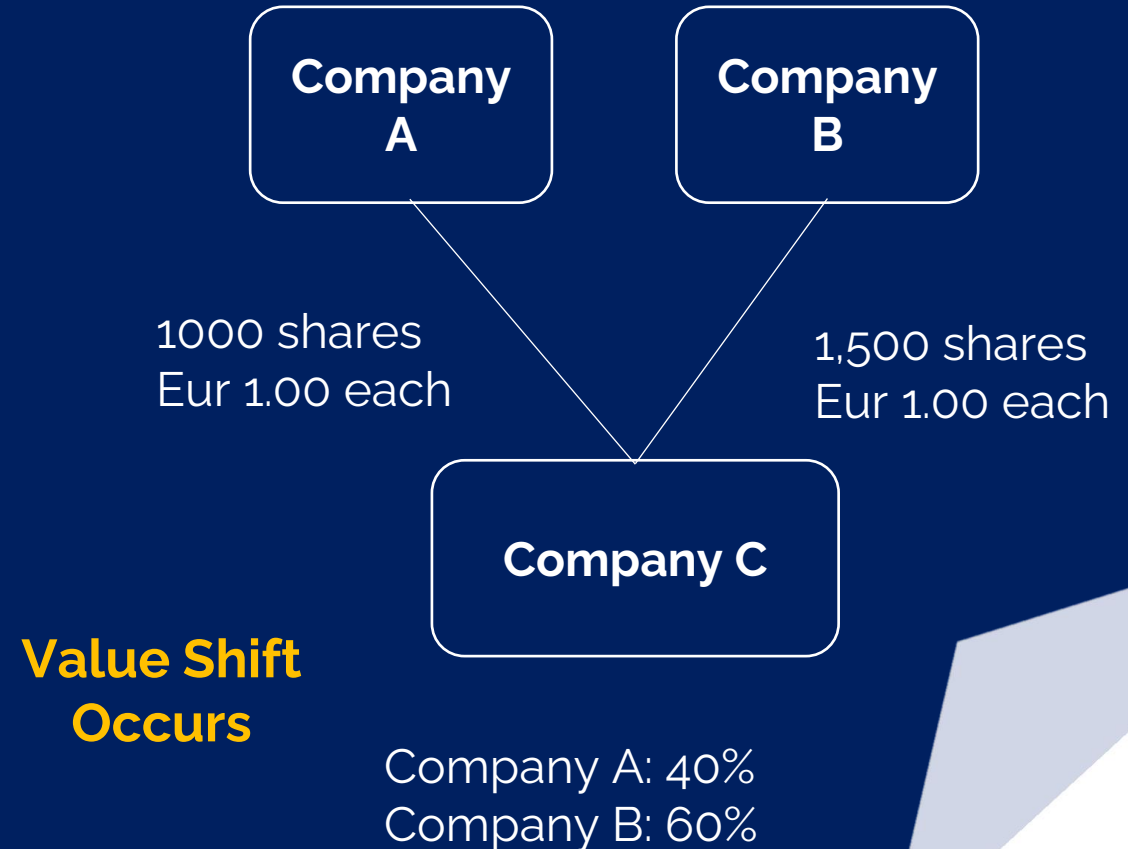 Company
A
Company
B
1000 shares
Eur 1.00 each
1,500 shares
Eur 1.00 each
Company C
Value Shift
Occurs
Company A: 40%
Company B: 60%